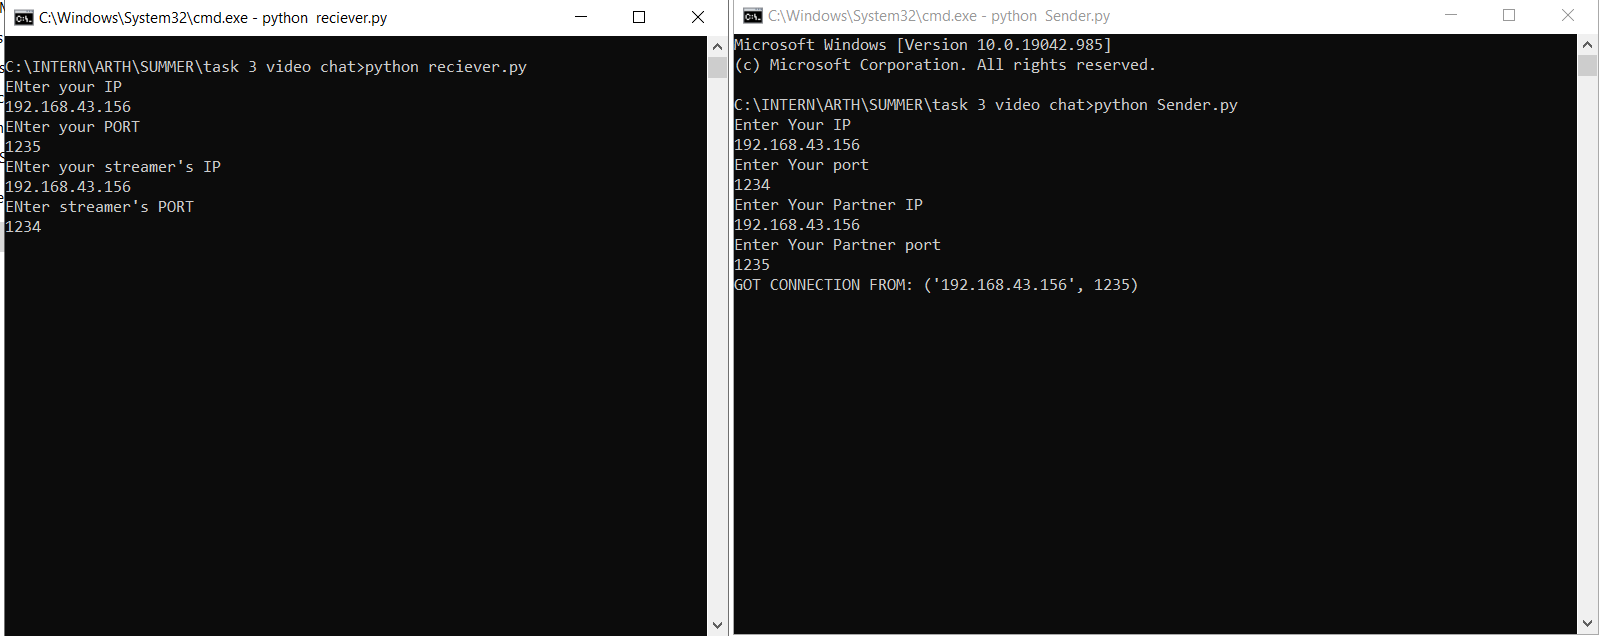 C:\Windows\System32\cmd.exe - python  reciever.py
C:\INTERN\ARTH\SUMMER\task 3 video chat>python reciever.py
ENter your IP
192.168.43.156
ENter your PORT
1235
ENter your streamer's IP
192.168.43.156
ENter streamer's PORT
1234
C:\Windows\System32\cmd.exe - python  Sender.py
Microsoft Windows [Version 10.0.19042.985]
(c) Microsoft Corporation. All rights reserved.
C:\INTERN\ARTH\SUMMER\task 3 video chat>python Sender.py
Enter Your IP
192.168.43.156
Enter Your port
1234
Enter Your Partner IP
192.168.43.156
Enter Your Partner port
1235
GOT CONNECTION FROM: ('192.168.43.156', 1235)